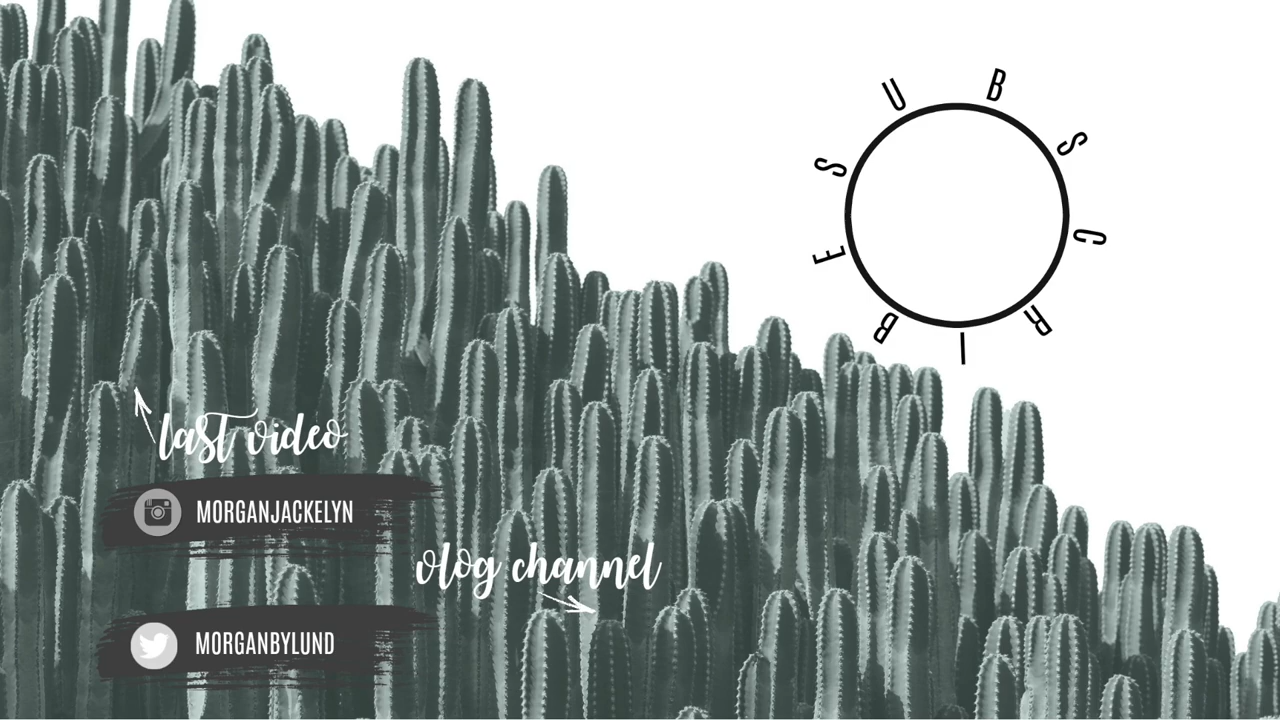 SUBSCRIBE
last video
MORGANJACKELYN
vlog channel
MORGANBYLUND